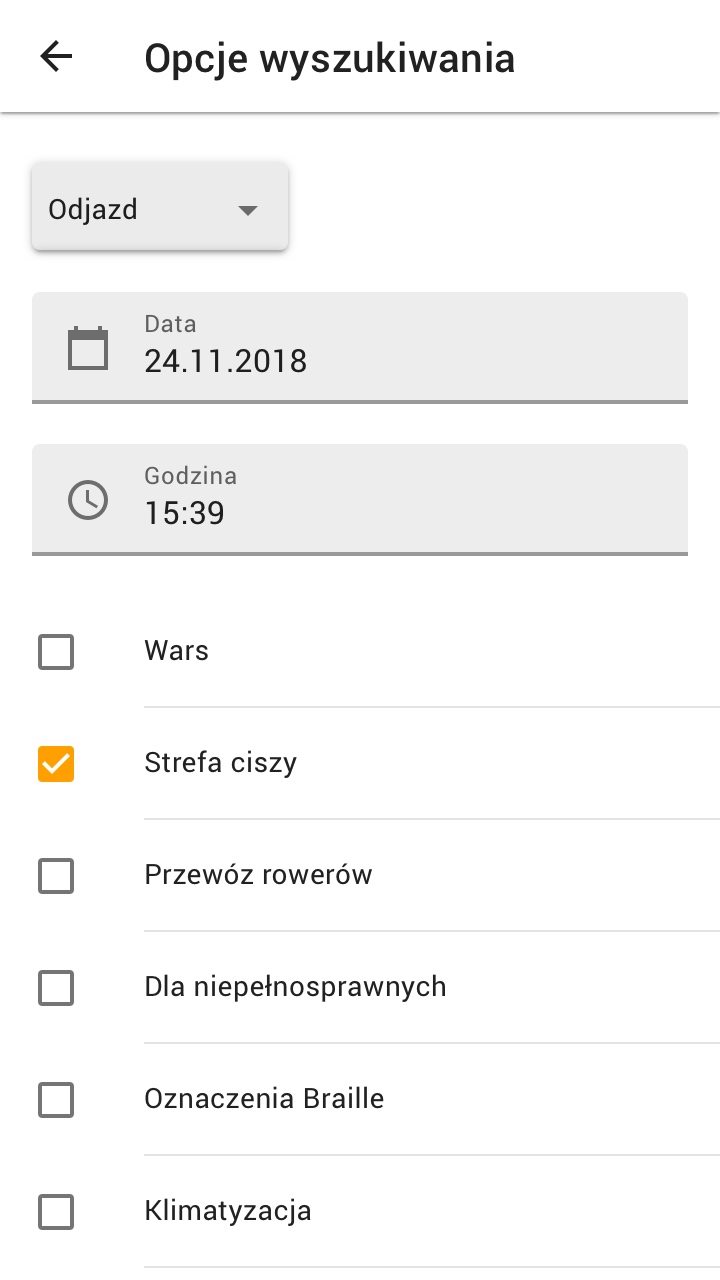 Opcje wyszukiwania
Odjazd
Data
24.11.2018
Godzina
15:39
Wars
Strefa ciszy
Przewóz rowerów
Dla niepełnosprawnych
Oznaczenia Braille
Klimatyzacja